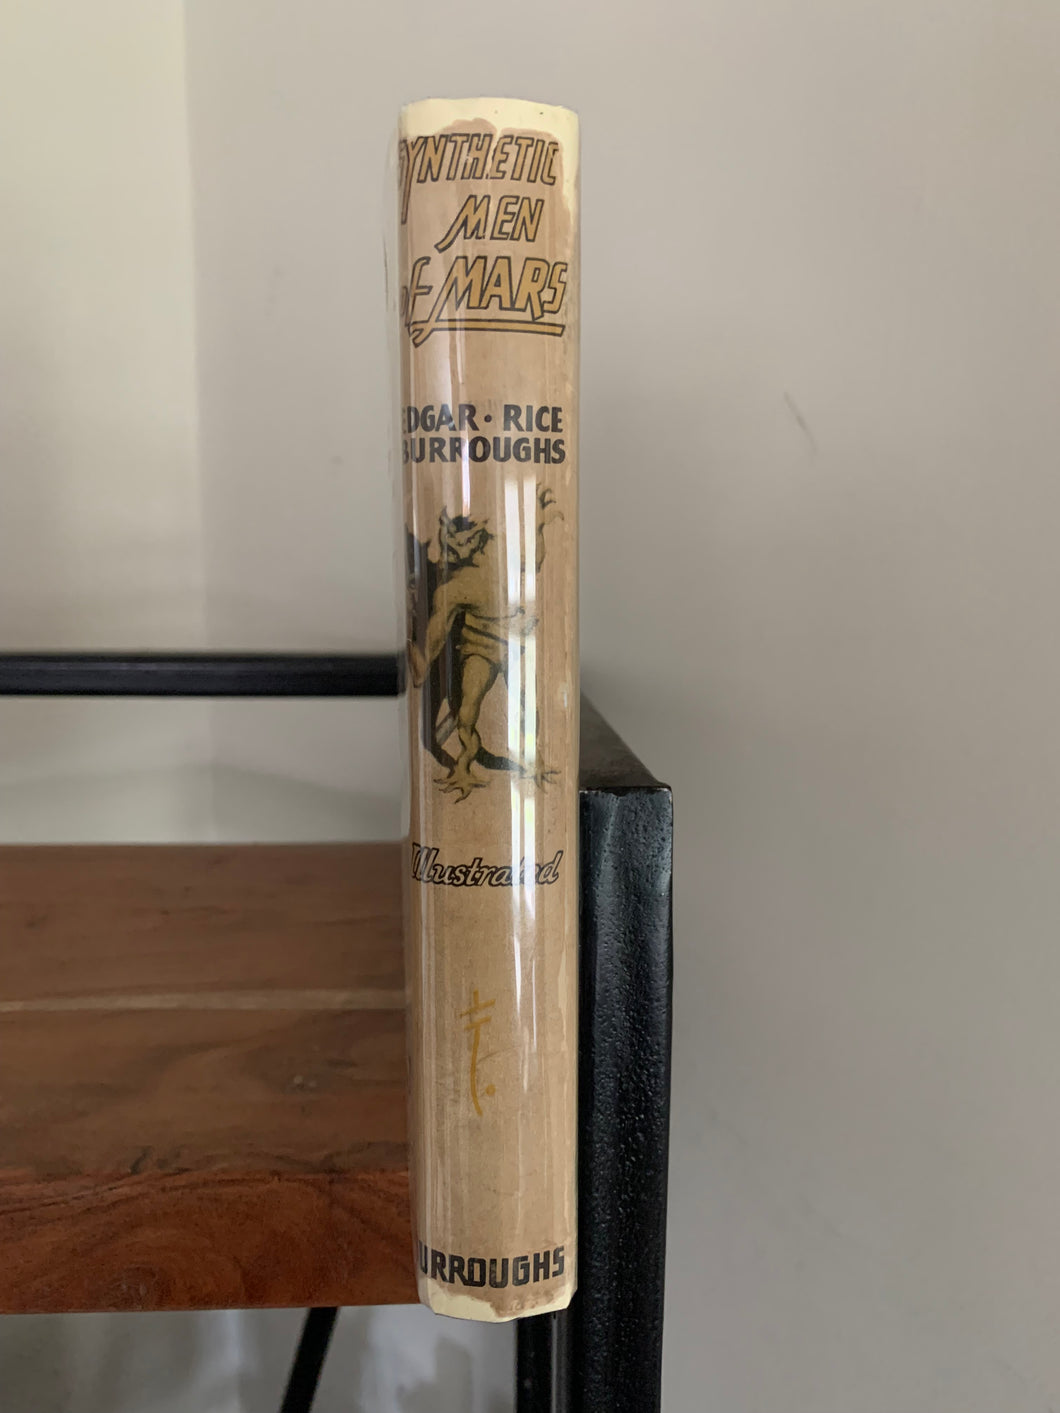 SYNTHETIC
MEN
OF MARS
EDGAR · RICE
BURROUGHS
Illustrated
BURROUGHS